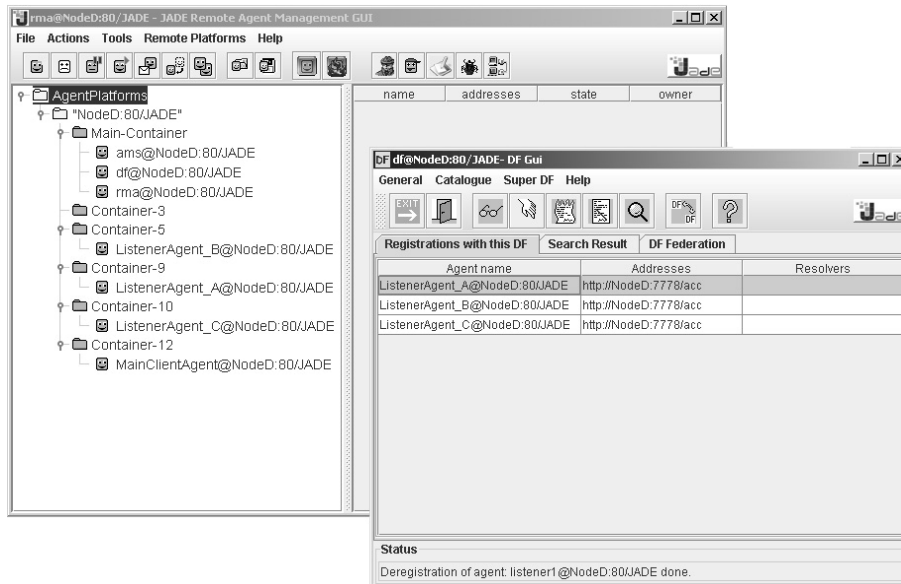 rma@NodeD:80/JADE - JADE Remote Agent Management GUI
File Actions Tools Remote Platforms Help
Jade
AgentPlatforms
"NodeD:80/JADE"
Main-Container
ams@NodeD:80/JADE
df@NodeD:80/JADE
rma@NodeD:80/JADE
Container-3
Container-5
ListenerAgent_B@NodeD:80/JADE
Container-9
ListenerAgent_A@NodeD:80/JADE
Container-10
ListenerAgent_C@NodeD:80/JADE
Container-12
MainClientAgent@NodeD:80/JADE
name addresses state owner
DF df@NodeD:80/JADE- DF Gui
General Catalogue Super DF Help
EXIT DF DF ? Jade
Registrations with this DF Search Result DF Federation
Agent name Addresses Resolvers
ListenerAgent_A@NodeD:80/JADE http://NodeD:7778/acc
ListenerAgent_B@NodeD:80/JADE http://NodeD:7778/acc
ListenerAgent_C@NodeD:80/JADE http://NodeD:7778/acc
Status
Deregistration of agent: listener1@NodeD:80/JADE done.